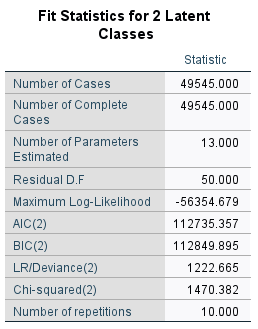 Fit Statistics for 2 Latent
Classes
Statistic
Number of Cases 49545.000
Number of Complete 49545.000
Cases
Number of Parameters 13.000
Estimated
Residual D.F 50.000
Maximum Log-Likelihood -56354.679
AIC(2) 112735.357
BIC(2) 112849.895
LR/Deviance(2) 1222.665
Chi-squared(2) 1470.382
Number of repetitions 10.000